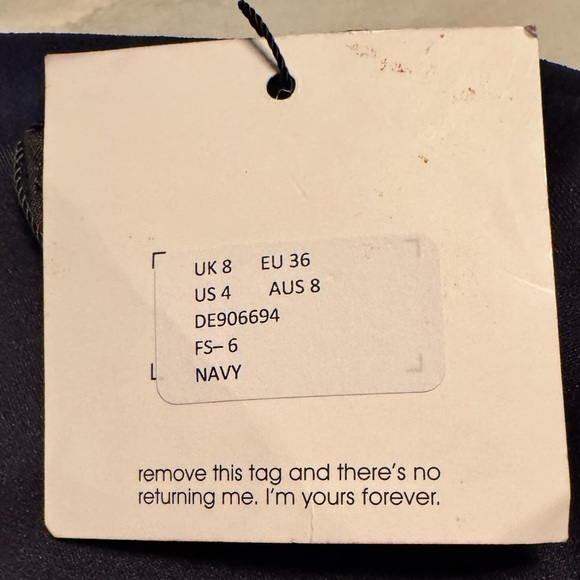 UK 8 EU 36
US 4 AUS 8
DE906694
FS– 6
NAVY
remove this tag and there's no
returning me. I'm yours forever.